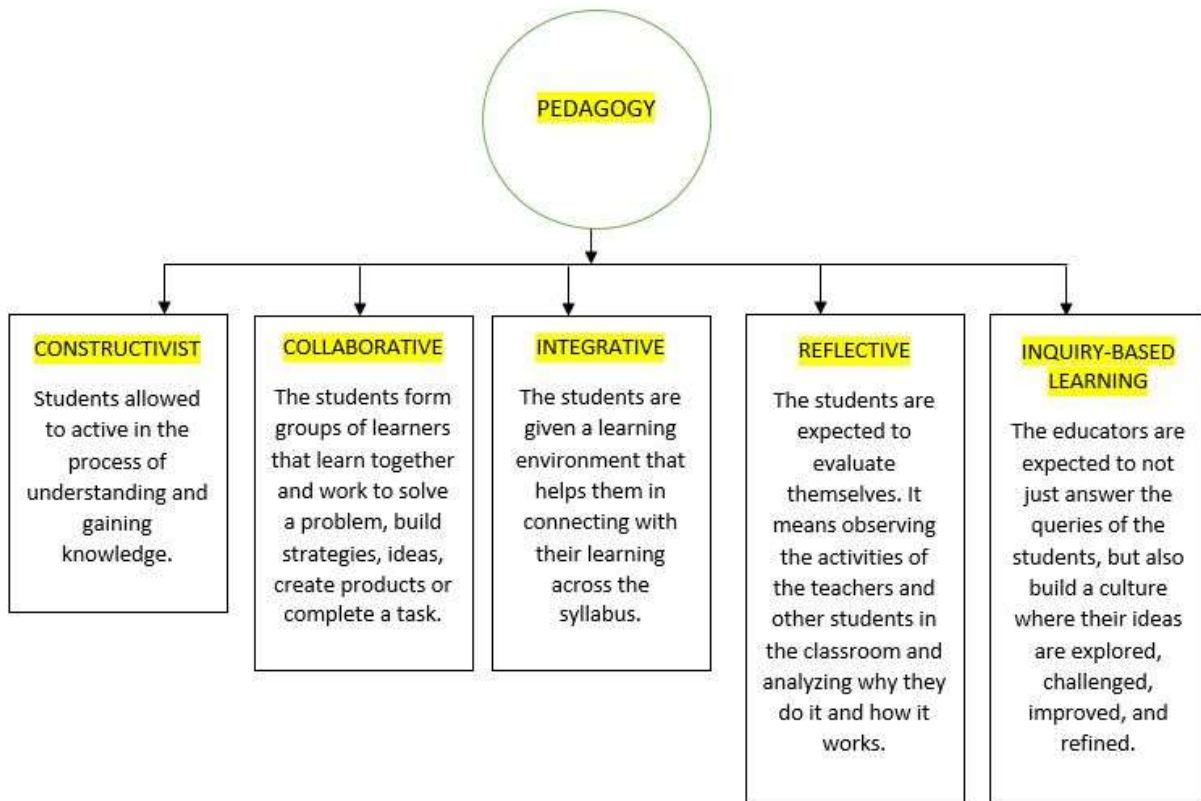 PEDAGOGY
CONSTRUCTIVIST
Students allowed
to active in the
process of
understanding and
gaining
knowledge.
COLLABORATIVE
The students form
groups of learners
that learn together
and work to solve
a problem, build
strategies, ideas,
create products or
complete a task.
INTEGRATIVE
The students are
given a learning
environment that
helps them in
connecting with
their learning
across the
syllabus.
REFLECTIVE
The students are
expected to
evaluate
themselves. It
means observing
the activities of
the teachers and
other students in
the classroom and
analyzing why they
do it and how it
works.
INQUIRY-BASED
LEARNING
The educators are
expected to not
just answer the
queries of the
students, but also
build a culture
where their ideas
are explored,
challenged,
improved, and
refined.